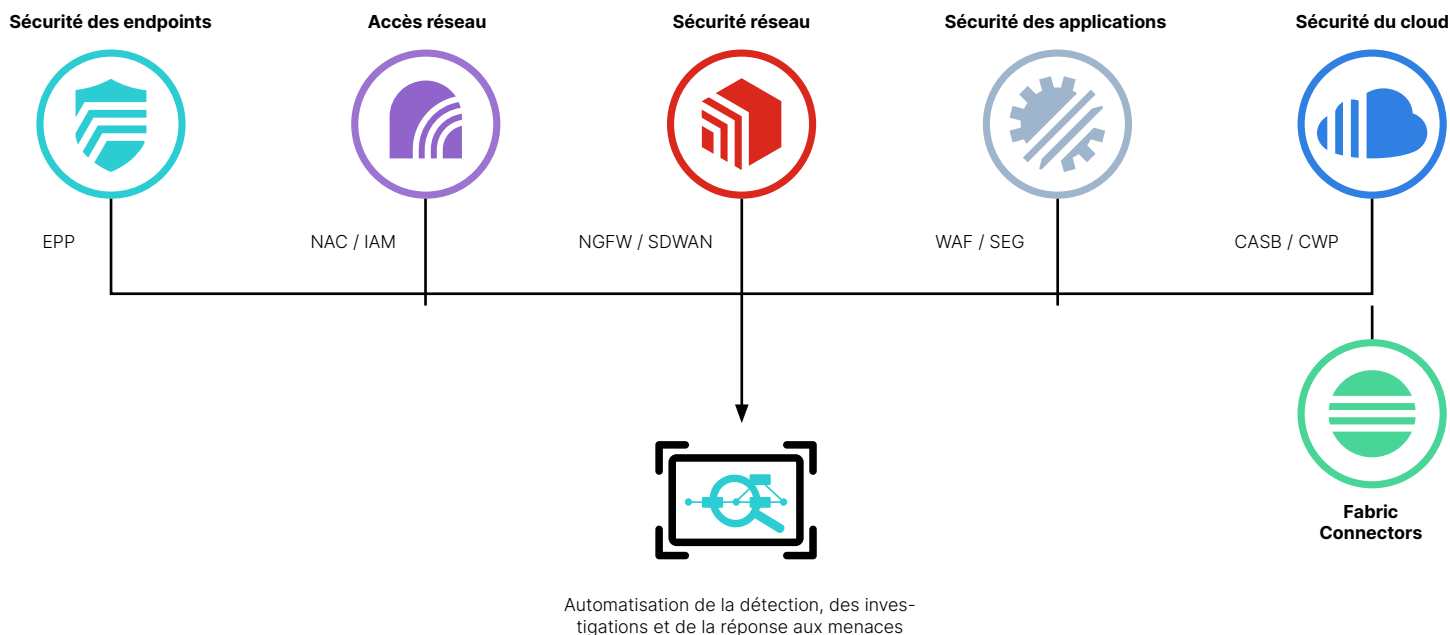 Sécurité des endpoints
Accès réseau
Sécurité réseau
Sécurité des applications
Sécurité du cloud
EPP
NAC / IAM
NGFW / SDWAN
WAF / SEG
CASB / CWP
Fabric
Connectors
Automatisation de la détection, des inves-
tigations et de la réponse aux menaces